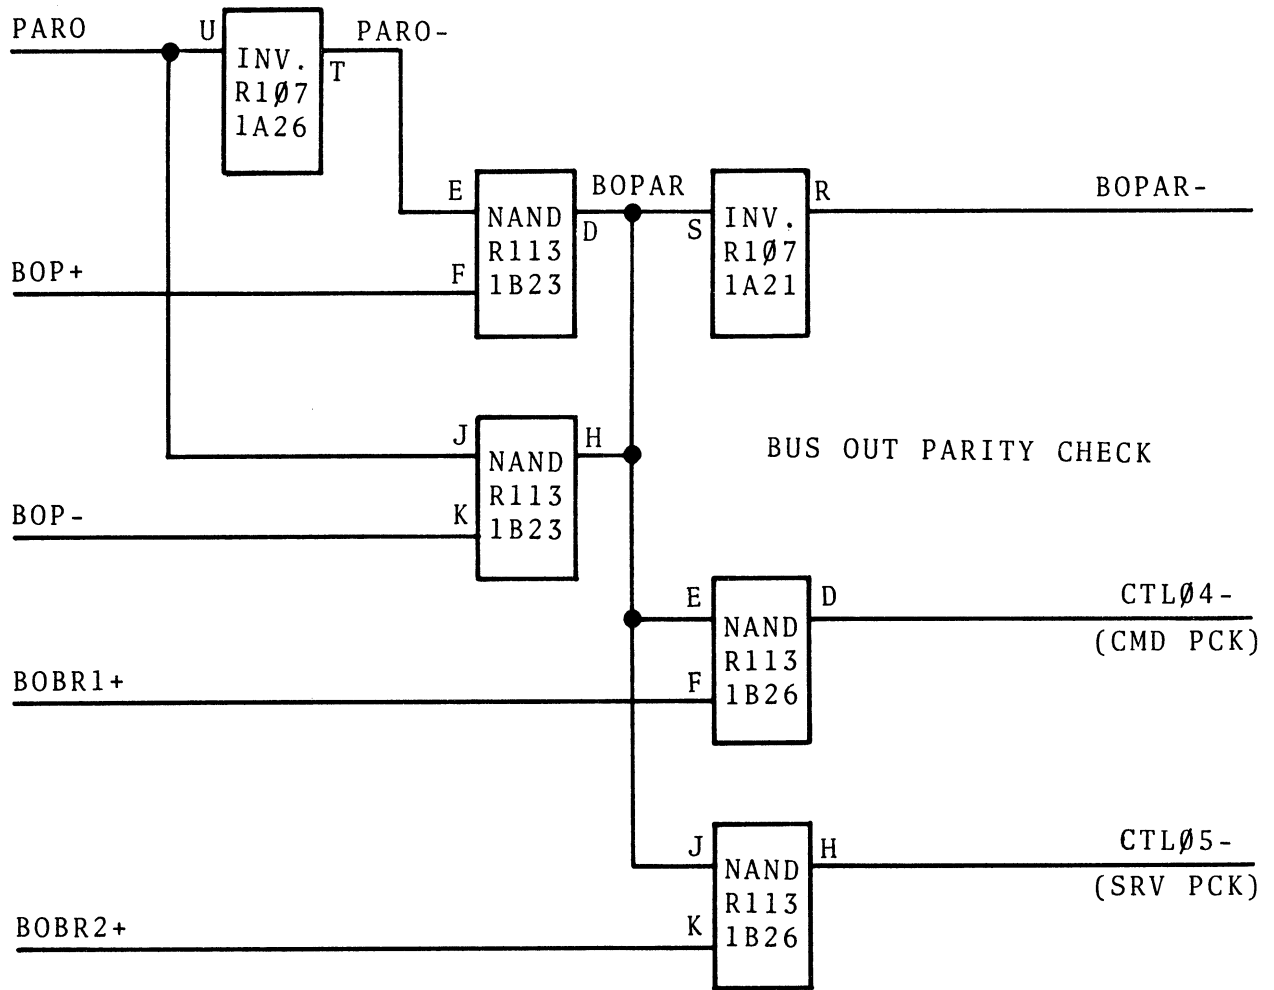 PARO
U
INV.
RlØ7
1A26
T
PARO-
E
NAND
R113
1B23
D
BOPAR
S
INV.
R1Ø7
1A21
R
BOPAR-
BOP+
F
J
NAND
R113
1B23
H
BUS OUT PARITY CHECK
BOP-
K
E
NAND
R113
1B26
D
CTLØ4-
(CMD PCK)
BOBR1+
F
J
NAND
R113
1B26
H
CTLØ5-
(SRV PCK)
BOBR2+
K